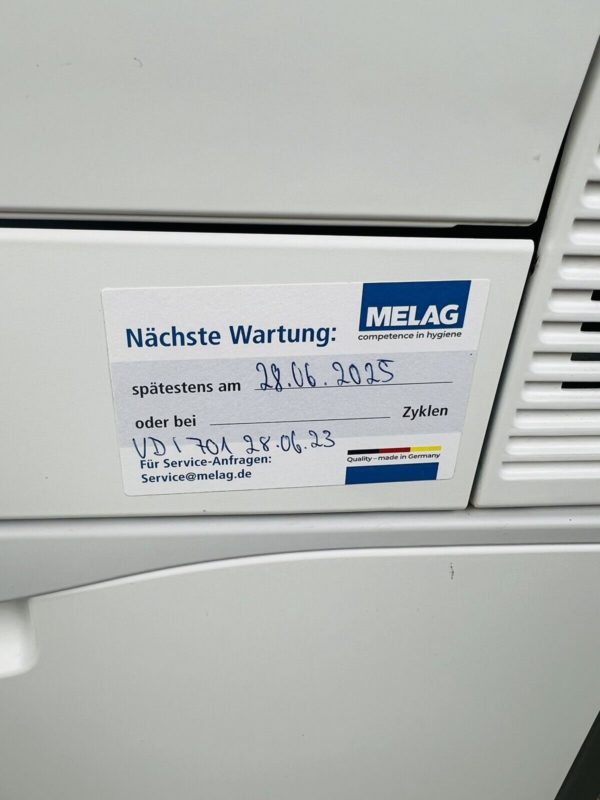 MELAG
competence in hygiene
Nächste Wartung:
spätestens am 28.06.2025
oder bei Zyklen
VDI 701 28.06.23
Für Service-Anfragen:
Service@melag.de
Quality – made in Germany